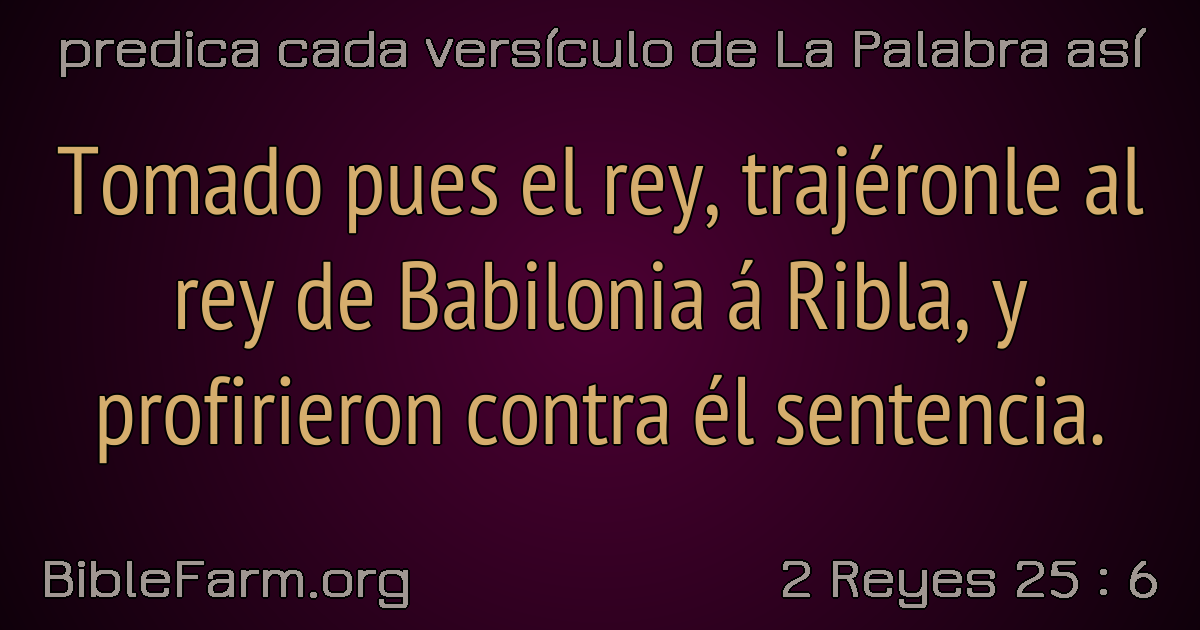 predica cada versículo de La Palabra así
Tomado pues el rey, trajéronle al
rey de Babilonia á Ribla, y
profirieron contra él sentencia.
BibleFarm.org
2 Reyes 25 : 6